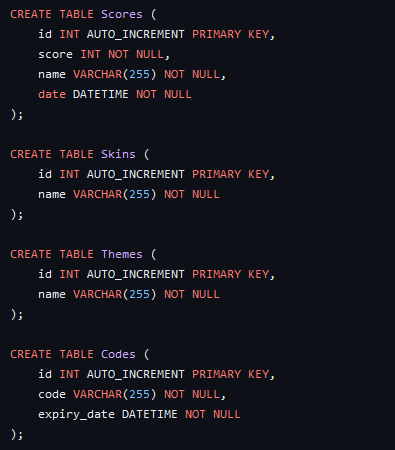 CREATE TABLE Scores (
    id INT AUTO_INCREMENT PRIMARY KEY,
    score INT NOT NULL,
    name VARCHAR(255) NOT NULL,
    date DATETIME NOT NULL
);

CREATE TABLE Skins (
    id INT AUTO_INCREMENT PRIMARY KEY,
    name VARCHAR(255) NOT NULL
);

CREATE TABLE Themes (
    id INT AUTO_INCREMENT PRIMARY KEY,
    name VARCHAR(255) NOT NULL
);

CREATE TABLE Codes (
    id INT AUTO_INCREMENT PRIMARY KEY,
    code VARCHAR(255) NOT NULL,
    expiry_date DATETIME NOT NULL
);